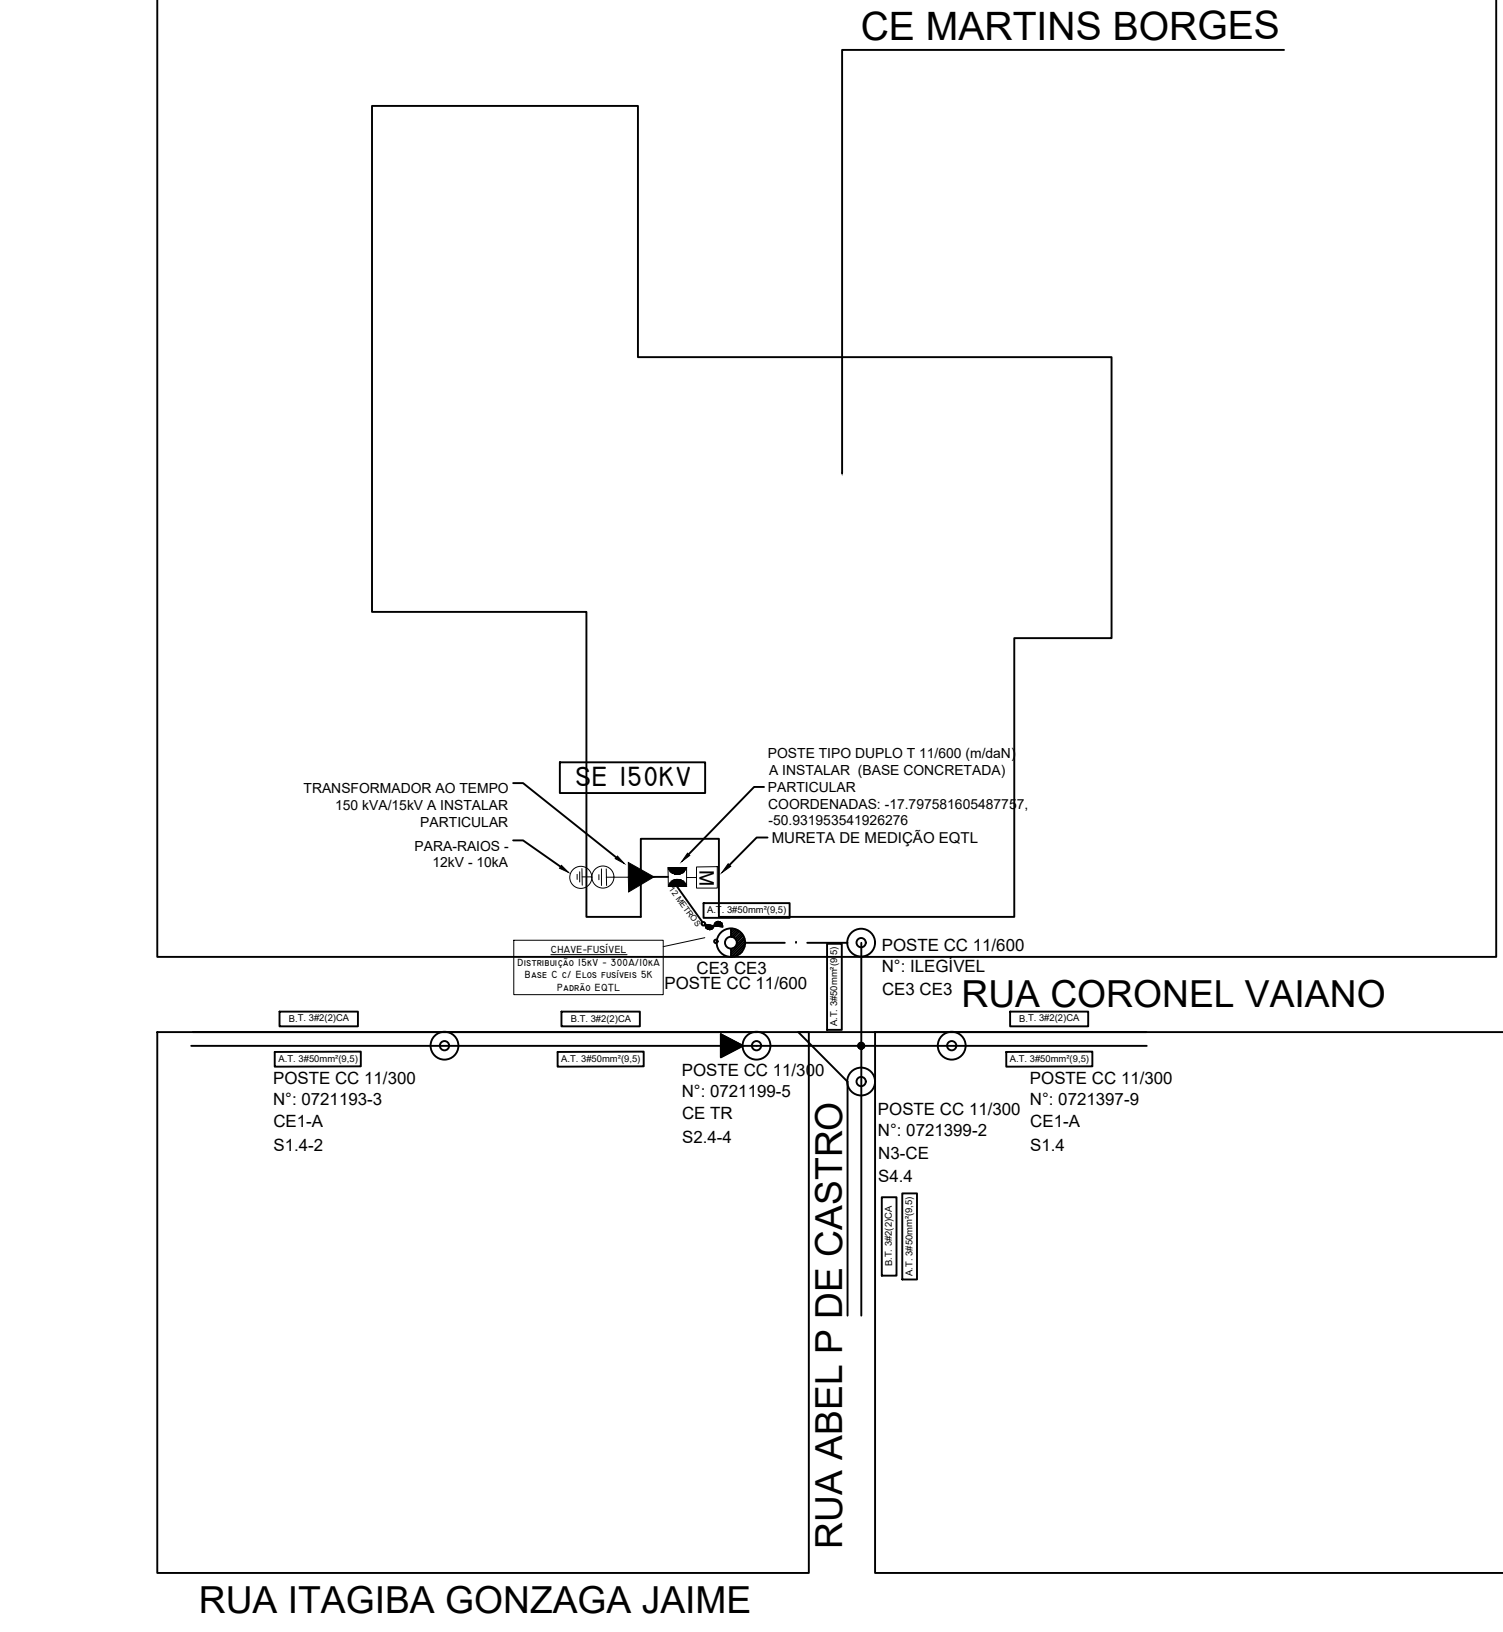 CE MARTINS BORGES
SE 150KV
TRANSFORMADOR AO TEMPO
150 kVA/15kV A INSTALAR
PARTICULAR
PARA-RAIOS -
12kV - 10kA
POSTE TIPO DUPLO T 11/600 (m/daN)
A INSTALAR (BASE CONCRETADA)
PARTICULAR
COORDENADAS: -17.797581605487757,
-50.931953541926276
MURETA DE MEDIÇÃO EQTL
M
12 METROS
A.T. 3#50mm²(9,5)
CHAVE-FUSÍVEL
DISTRIBUIÇÃO 15KV - 300A/10KA
BASE C C/ ELOS FUSÍVEIS 5K
PADRÃO EQTL
CE3 CE3
POSTE CC 11/600
A.T. 3#50mm²(9,5)
POSTE CC 11/600
N°: ILEGÍVEL
CE3 CE3
RUA CORONEL VAIANO
B.T. 3#2(2)CA
B.T. 3#2(2)CA
B.T. 3#2(2)CA
A.T. 3#50mm²(9,5)
A.T. 3#50mm²(9,5)
A.T. 3#50mm²(9,5)
POSTE CC 11/300
N°: 0721193-3
CE1-A
S1.4-2
POSTE CC 11/300
N°: 0721199-5
CE TR
S2.4-4
POSTE CC 11/300
N°: 0721399-2
N3-CE
S4.4
POSTE CC 11/300
N°: 0721397-9
CE1-A
S1.4
B.T. 3#2(2)CA
A.T. 3#50mm²(9,5)
RUA ABEL P DE CASTRO
RUA ITAGIBA GONZAGA JAIME